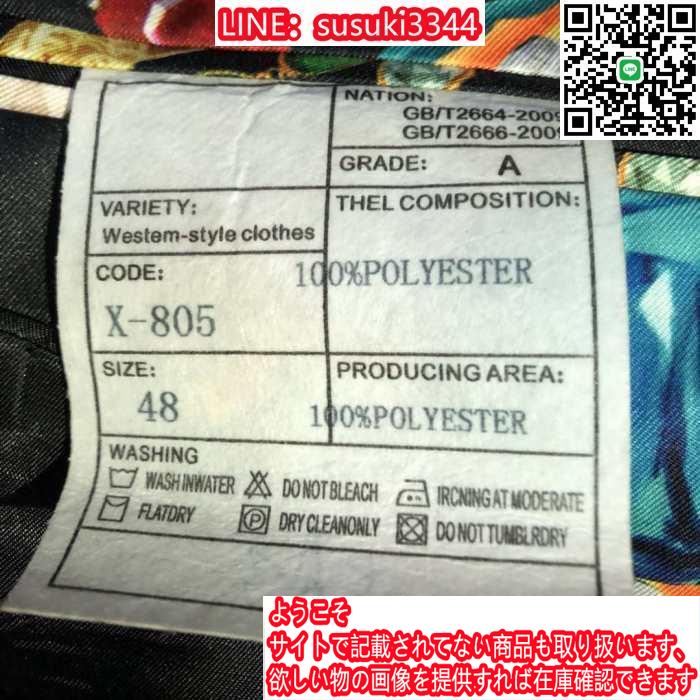 LINE: susuki3344
NATION:
GB/T2664-2009
GB/T2666-2009
GRADE: A
VARIETY:
Westem-style clothes
THEL COMPOSITION:
100%POLYESTER
CODE:
X-805
SIZE:
48
PRODUCING AREA:
100%POLYESTER
WASHING
WASH INWATER
DO NOT BLEACH
IRCNING AT MODERATE
FLATDRY
P
DRY CLEANONLY
DO NOT TUMBLRDRY
ようこそ
サイトで記載されてない商品も取り扱います、
欲しい物の画像を提供すれば在庫確認できます